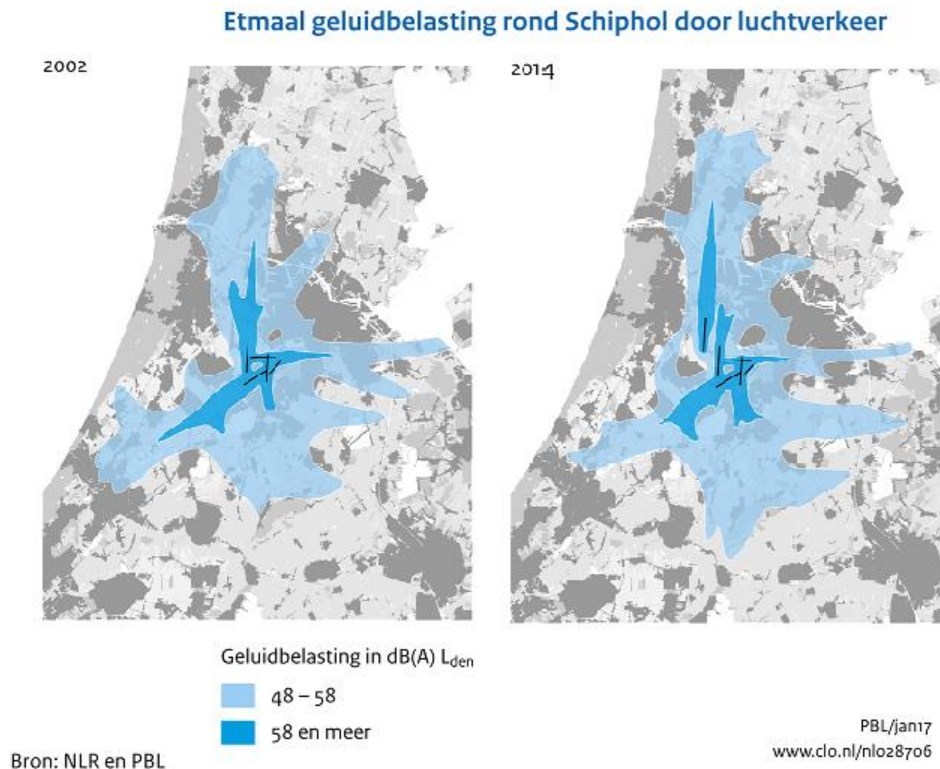 Etmaal geluidbelasting rond Schiphol door luchtverkeer
2002
2014
Geluidbelasting in dB(A) Lden
48 – 58
58 en meer
Bron: NLR en PBL
PBL/jan17
www.clo.nl/nl028706